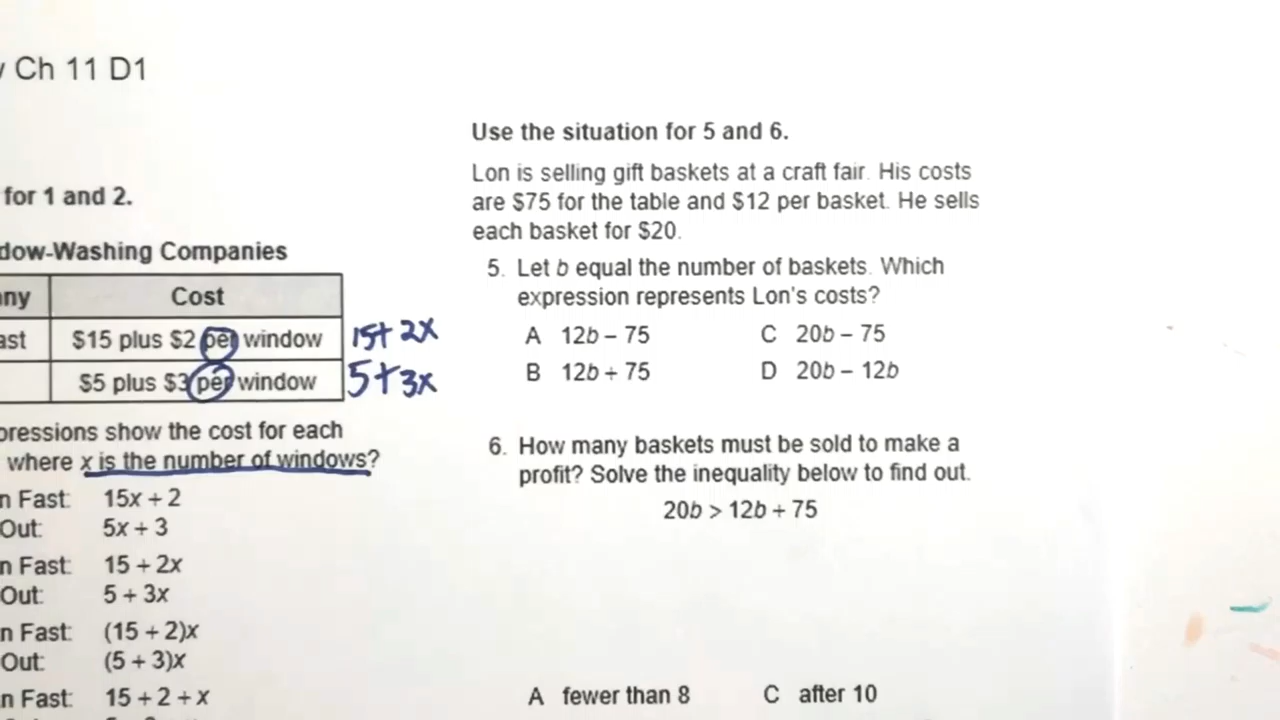 Ch 11 D1
for 1 and 2.
Window-Washing Companies
Cost
$15 plus $2 per window 15+ 2x
$5 plus $3 per window 5+3x
expressions show the cost for each
where x is the number of windows?
Fast: 15x + 2
Out: 5x + 3
Fast: 15 + 2x
Out: 5 + 3x
Fast: (15 + 2)x
Out: (5 + 3)x
Fast: 15 + 2 + x
Use the situation for 5 and 6.
Lon is selling gift baskets at a craft fair. His costs
are $75 for the table and $12 per basket. He sells
each basket for $20.
5. Let b equal the number of baskets. Which
expression represents Lon's costs?
A 12b – 75 C 20b – 75
B 12b + 75 D 20b – 12b
6. How many baskets must be sold to make a
profit? Solve the inequality below to find out.
20b > 12b + 75
A fewer than 8 C after 10